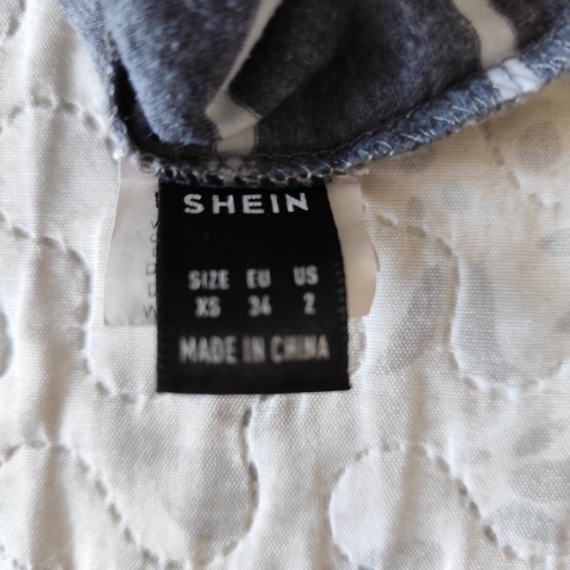 SHEIN
SIZE EU US
XS 34 2
MADE IN CHINA